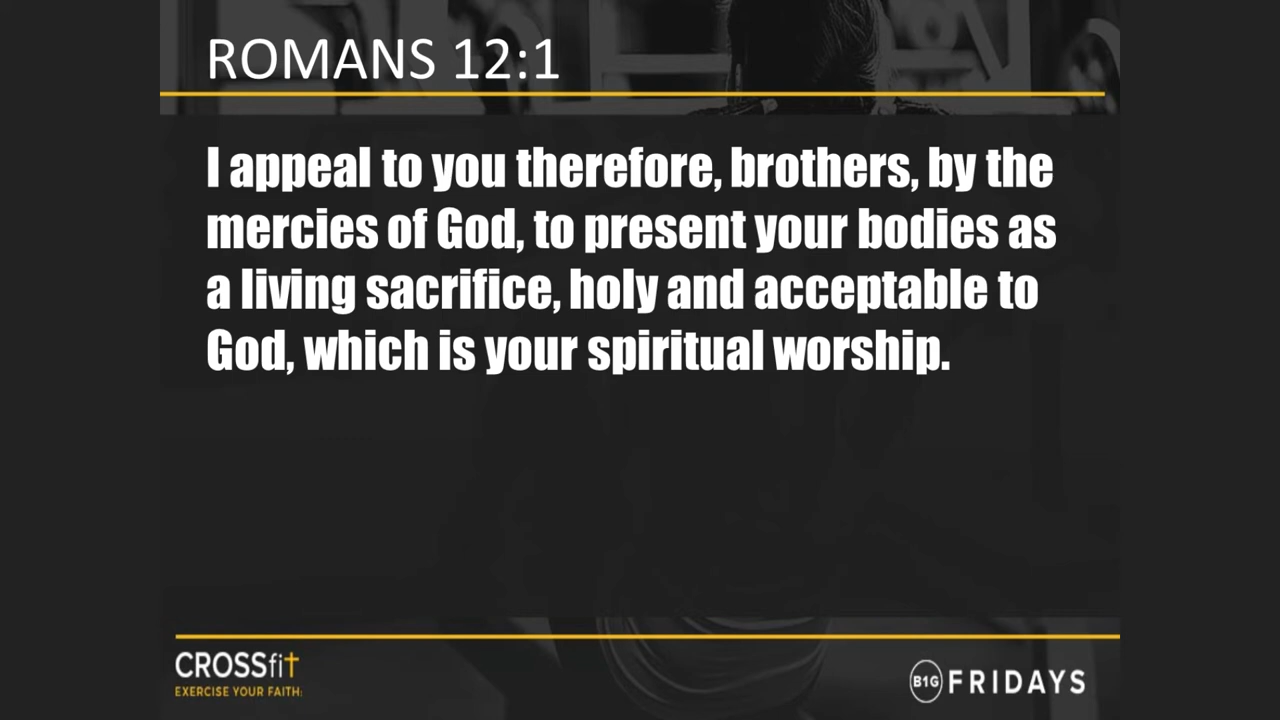 ROMANS 12:1
I appeal to you therefore, brothers, by the
mercies of God, to present your bodies as
a living sacrifice, holy and acceptable to
God, which is your spiritual worship.
CROSSfit
EXERCISE YOUR FAITH:
B1G FRIDAYS